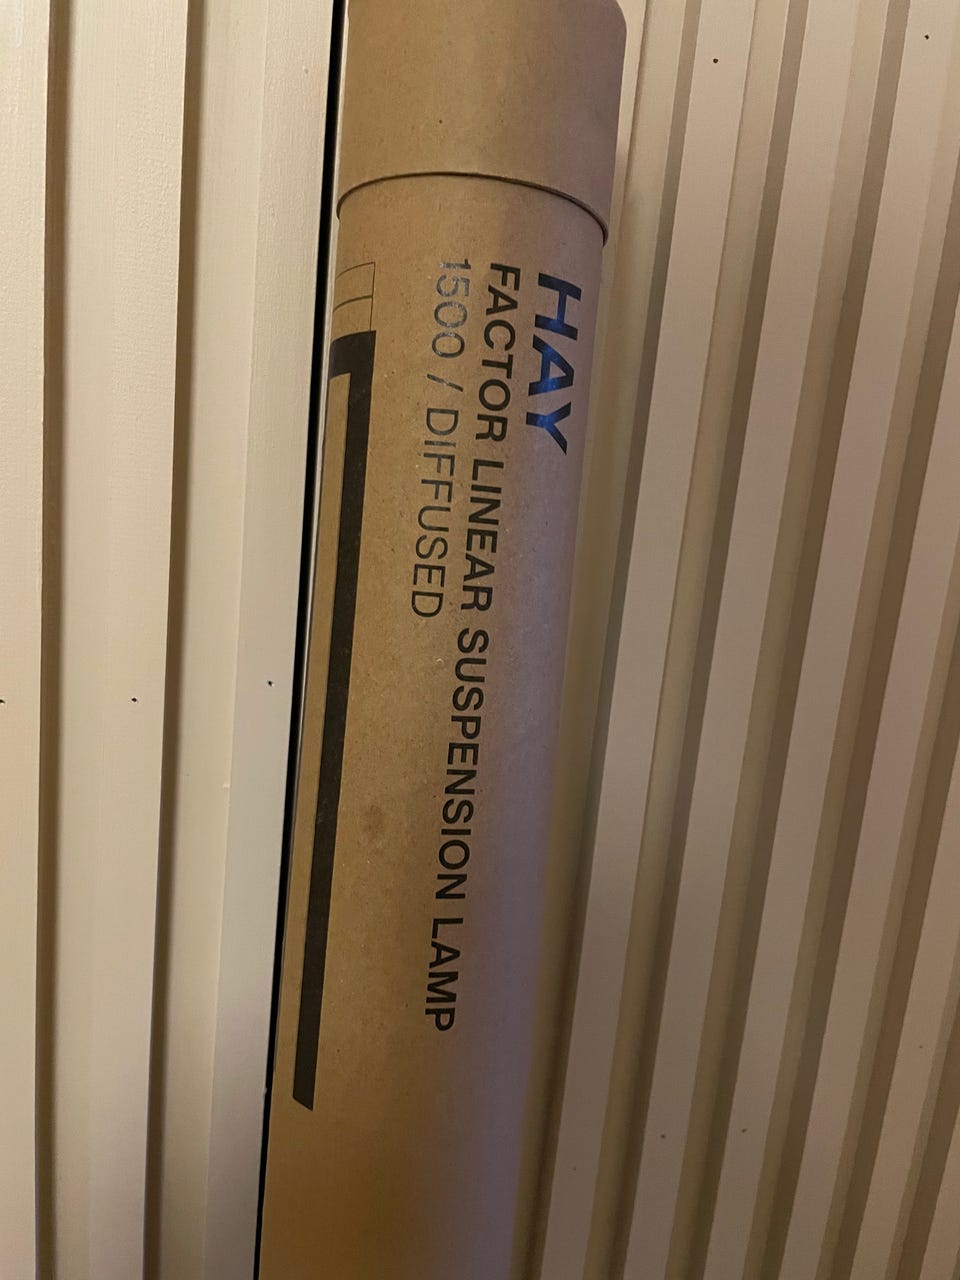 HAY
FACTOR LINEAR SUSPENSION LAMP
1500 / DIFFUSED